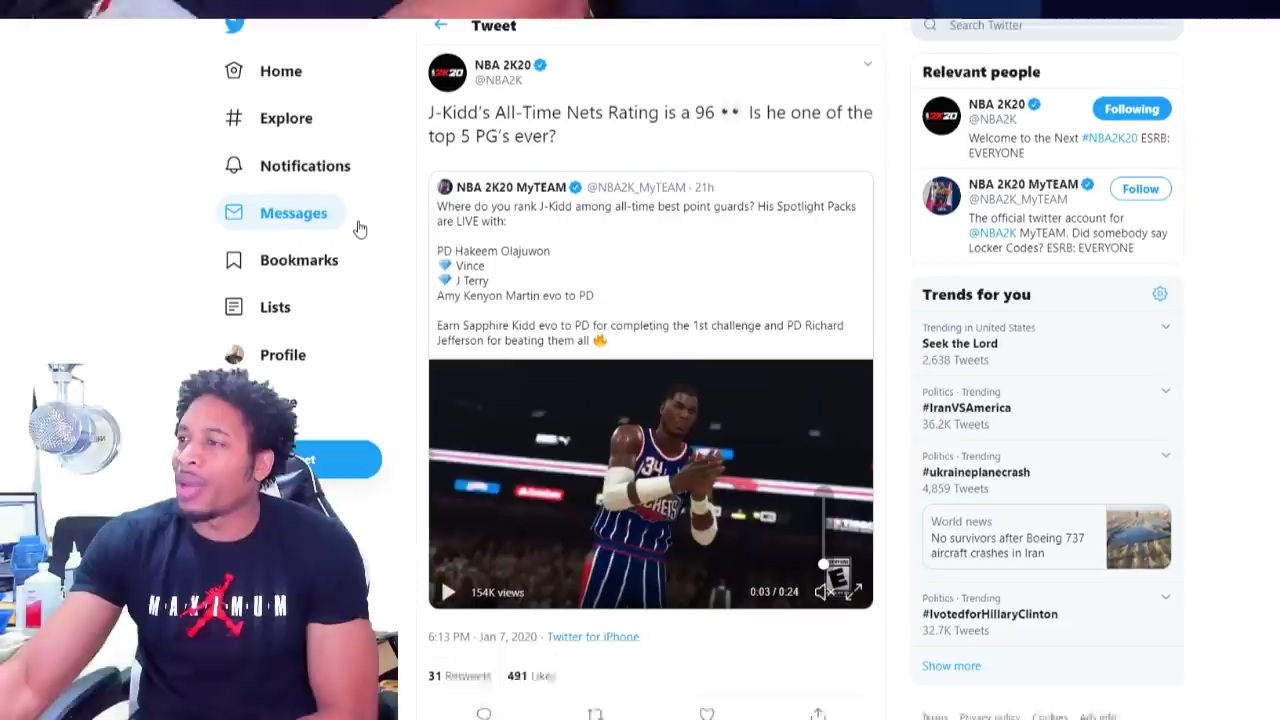 Tweet
Search Twitter
Home
Explore
Notifications
Messages
Bookmarks
Lists
Profile
NBA 2K20
@NBA2K
J-Kidd's All-Time Nets Rating is a 96 👀 Is he one of the
top 5 PG's ever?
NBA 2K20 MyTEAM @NBA2K_MyTEAM · 21h
Where do you rank J-Kidd among all-time best point guards? His Spotlight Packs
are LIVE with:
PD Hakeem Olajuwon
💎 Vince
💎 J Terry
Amy Kenyon Martin evo to PD
Earn Sapphire Kidd evo to PD for completing the 1st challenge and PD Richard
Jefferson for beating them all 🔥
34
154K views
0:03 / 0:24
E
6:13 PM · Jan 7, 2020 · Twitter for iPhone
31 Retweets 491 Likes
MAXIMUM
Relevant people
NBA 2K20
@NBA2K
Following
Welcome to the Next #NBA2K20 ESRB:
EVERYONE
NBA 2K20 MyTEAM
@NBA2K_MyTEAM
Follow
The official twitter account for
@NBA2K MyTEAM. Did somebody say
Locker Codes? ESRB: EVERYONE
Trends for you
Trending in United States
Seek the Lord
2,638 Tweets
Politics · Trending
#IranVSAmerica
36.2K Tweets
Politics · Trending
#ukraineplanecrash
4,859 Tweets
World news
No survivors after Boeing 737
aircraft crashes in Iran
Politics · Trending
#IvotedforHillaryClinton
32.7K Tweets
Show more
Terms Privacy policy Cookies Ads info